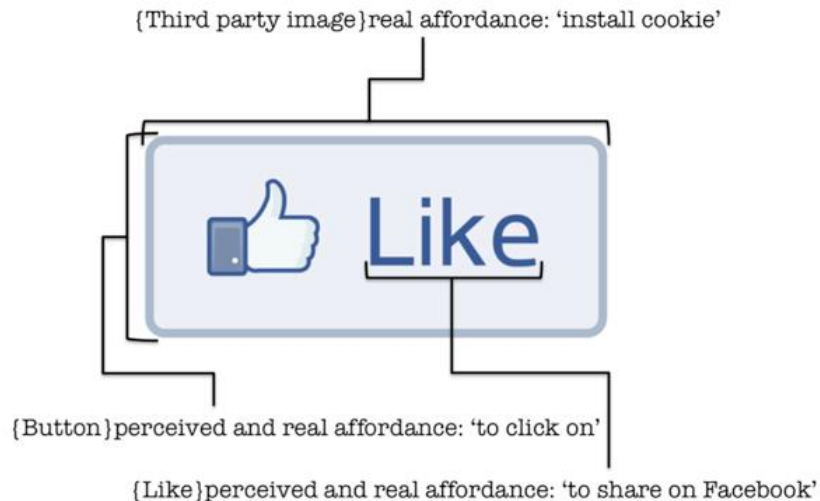 {Third party image}real affordance: ‘install cookie’
Like
{Button}perceived and real affordance: ‘to click on’
{Like}perceived and real affordance: ‘to share on Facebook’